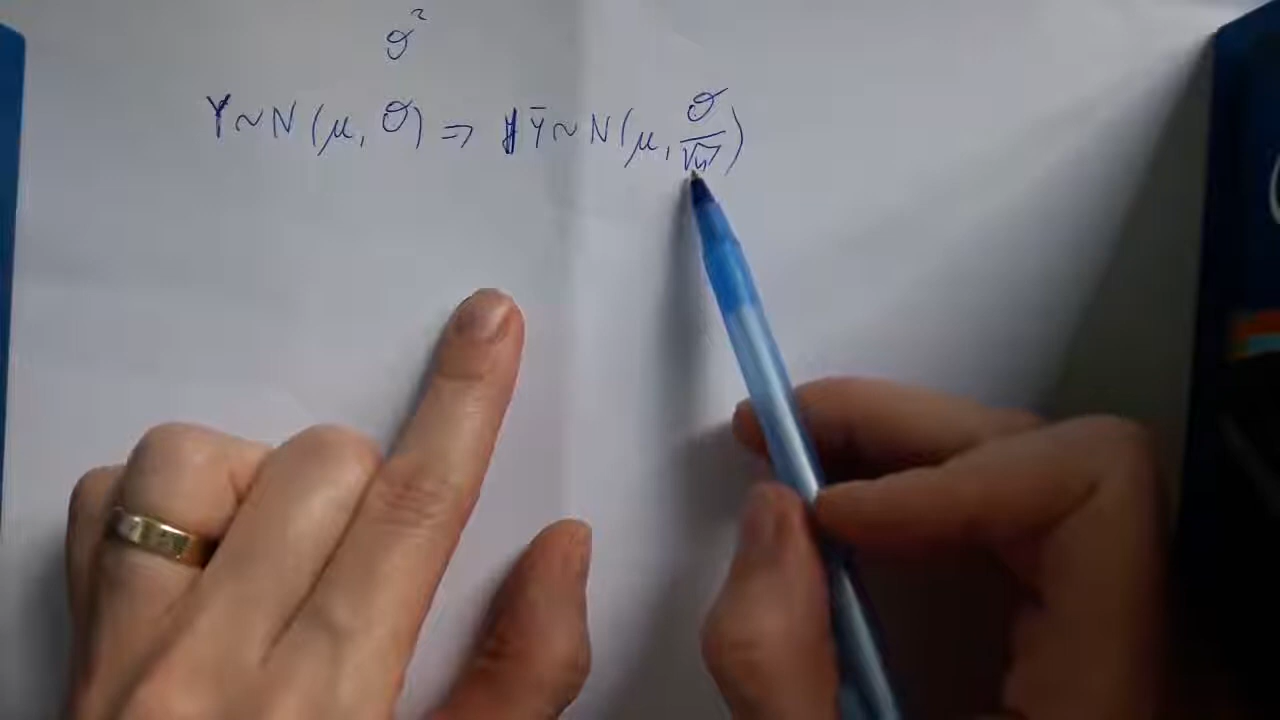 σ²
Y ~ N (μ, σ) => Ȳ ~ N (μ, σ/√n)